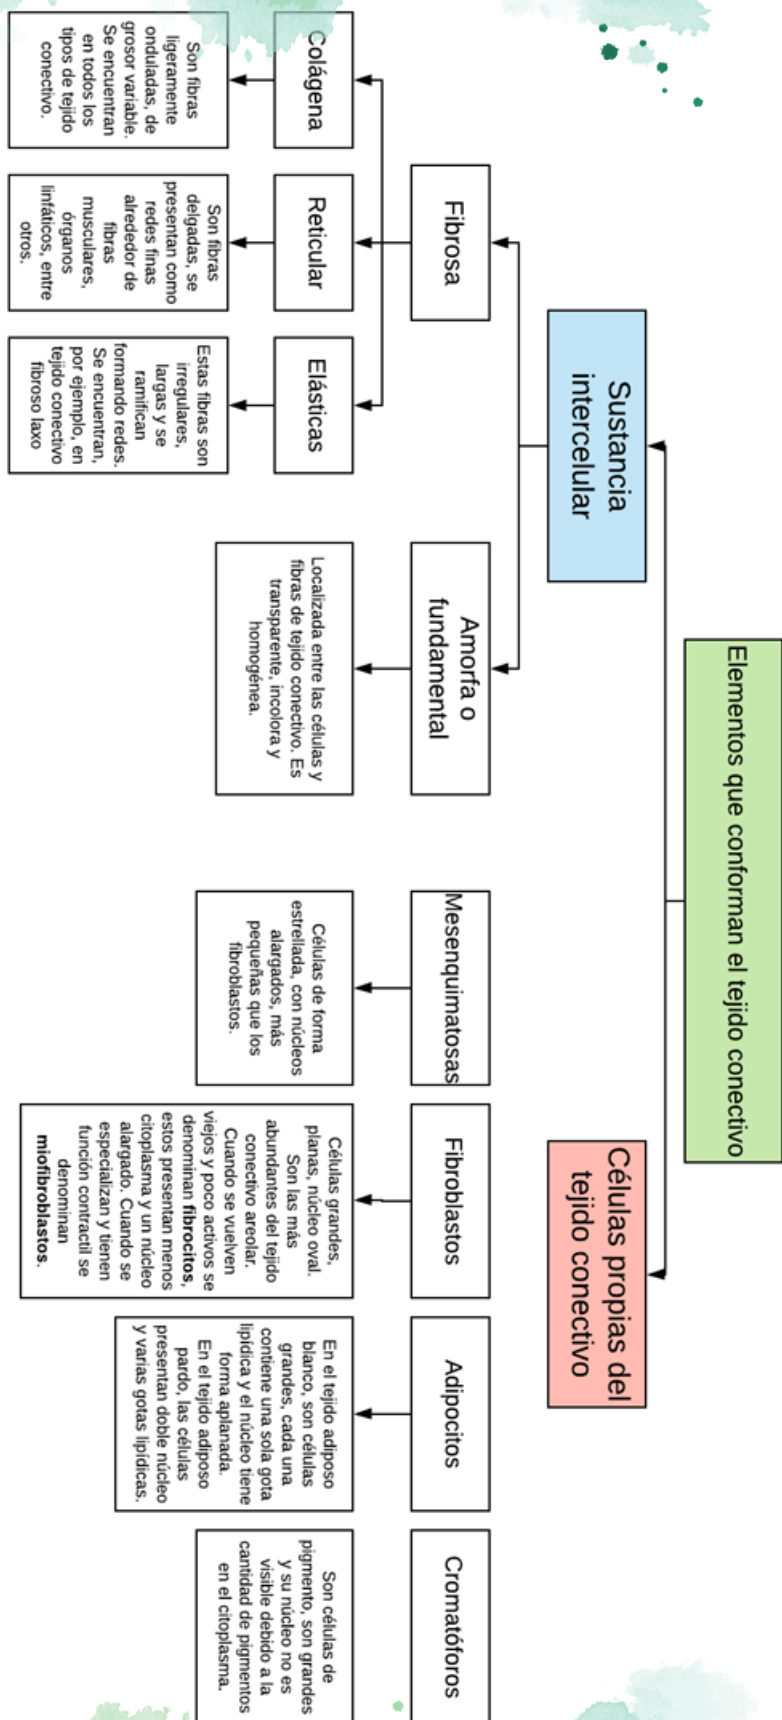 Elementos que conforman el tejido conectivo
Sustancia
intercelular
Células propias del
tejido conectivo
Fibrosa
Amorfa o
fundamental
Mesenquimatosas
Fibroblastos
Adipocitos
Cromatóforos
Colágena
Reticular
Elásticas
Localizada entre las células y
fibras de tejido conectivo. Es
transparente, incolora y
homogénea.
Células de forma
estrellada, con núcleos
alargados, más
pequeñas que los
fibroblastos.
Células grandes,
planas, núcleo oval.
Son las más
abundantes del tejido
conectivo areolar.
Cuando se vuelven
viejos y poco activos se
denominan fibrocitos,
estos presentan menos
citoplasma y un núcleo
alargado. Cuando se
especializan y tienen
función contractil se
denominan
miofibroblastos.
En el tejido adiposo
blanco, son células
grandes, cada una
contiene una sola gota
lipídica y el núcleo tiene
forma aplanada.
En el tejido adiposo
pardo, las células
presentan doble núcleo
y varias gotas lipídicas.
Son células de
pigmento, son grandes
y su núcleo no es
visible debido a la
cantidad de pigmentos
en el citoplasma.
Son fibras
ligeramente
onduladas, de
grosor variable.
Se encuentran
en todos los
tipos de tejido
conectivo.
Son fibras
delgadas, se
presentan como
redes finas
alrededor de
fibras
musculares,
órganos
linfáticos, entre
otros.
Estas fibras son
irregulares,
largas y se
ramifican
formando redes.
Se encuentran,
por ejemplo, en
tejido conectivo
fibroso laxo